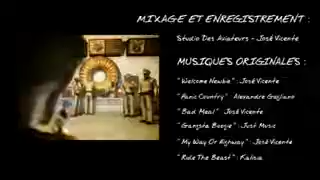 MIXAGE ET ENREGISTREMENT :
Studio Des Aviateurs - José Vicente
MUSIQUES ORIGINALES :
"Welcome Newbie" : José Vicente
"Panic Country" : Alexandre Gagliano
"Bad Meal" : José Vicente
"Gangsta Boogie" : Just Music
"My Way Or Highway" : José Vicente
"Ride The Beast" : Kalisia